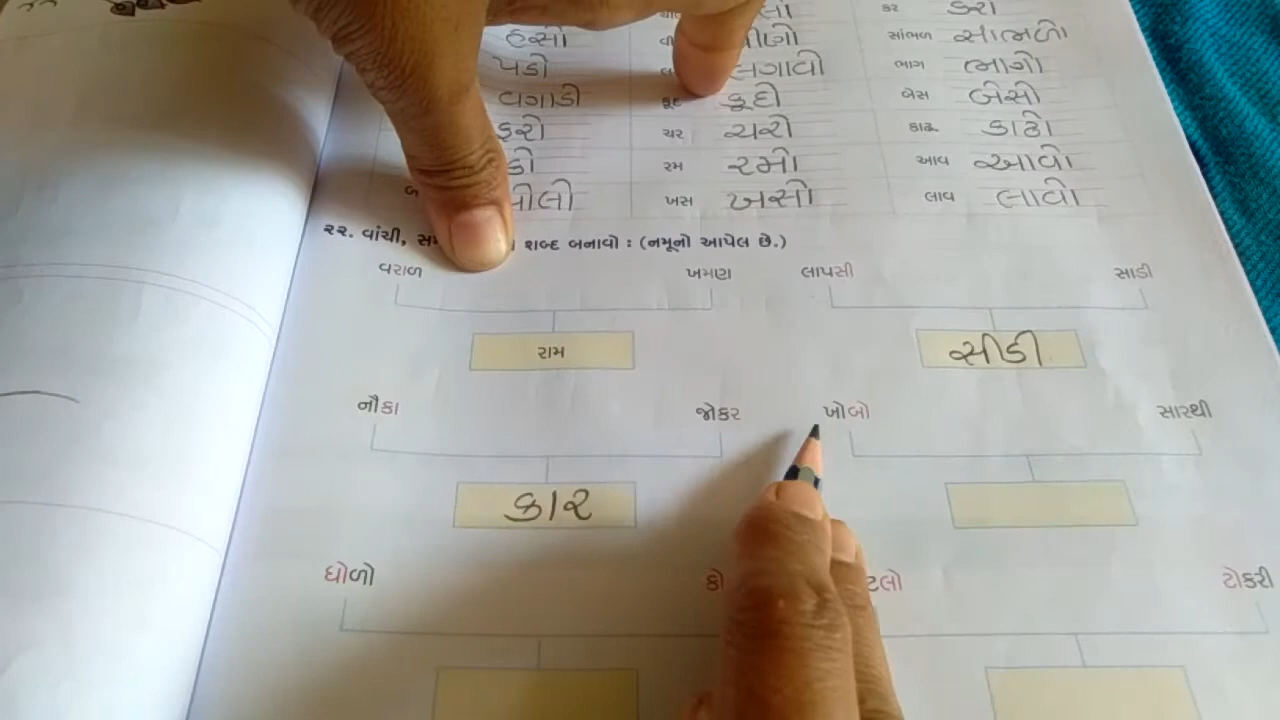 કર કરો
હસો સાંભળ સાભળો
પડો લગાવો ભાગ ભાગો
વગાડો કૂદ કૂદો બેસ બેસો
ચર ચરો કાઢ કાઢો
રમ રમો આવ આવો
ખસ ખસો લાવ લાવો
૨૨. વાંચી, શબ્દ બનાવો : (નમૂનો આપેલ છે.)
વરાળ ખમણ લાપસી સાડી
રામ સીડી
નૌકા જોકર ખોબો સારથી
કાર
ધોળો ટોકરી